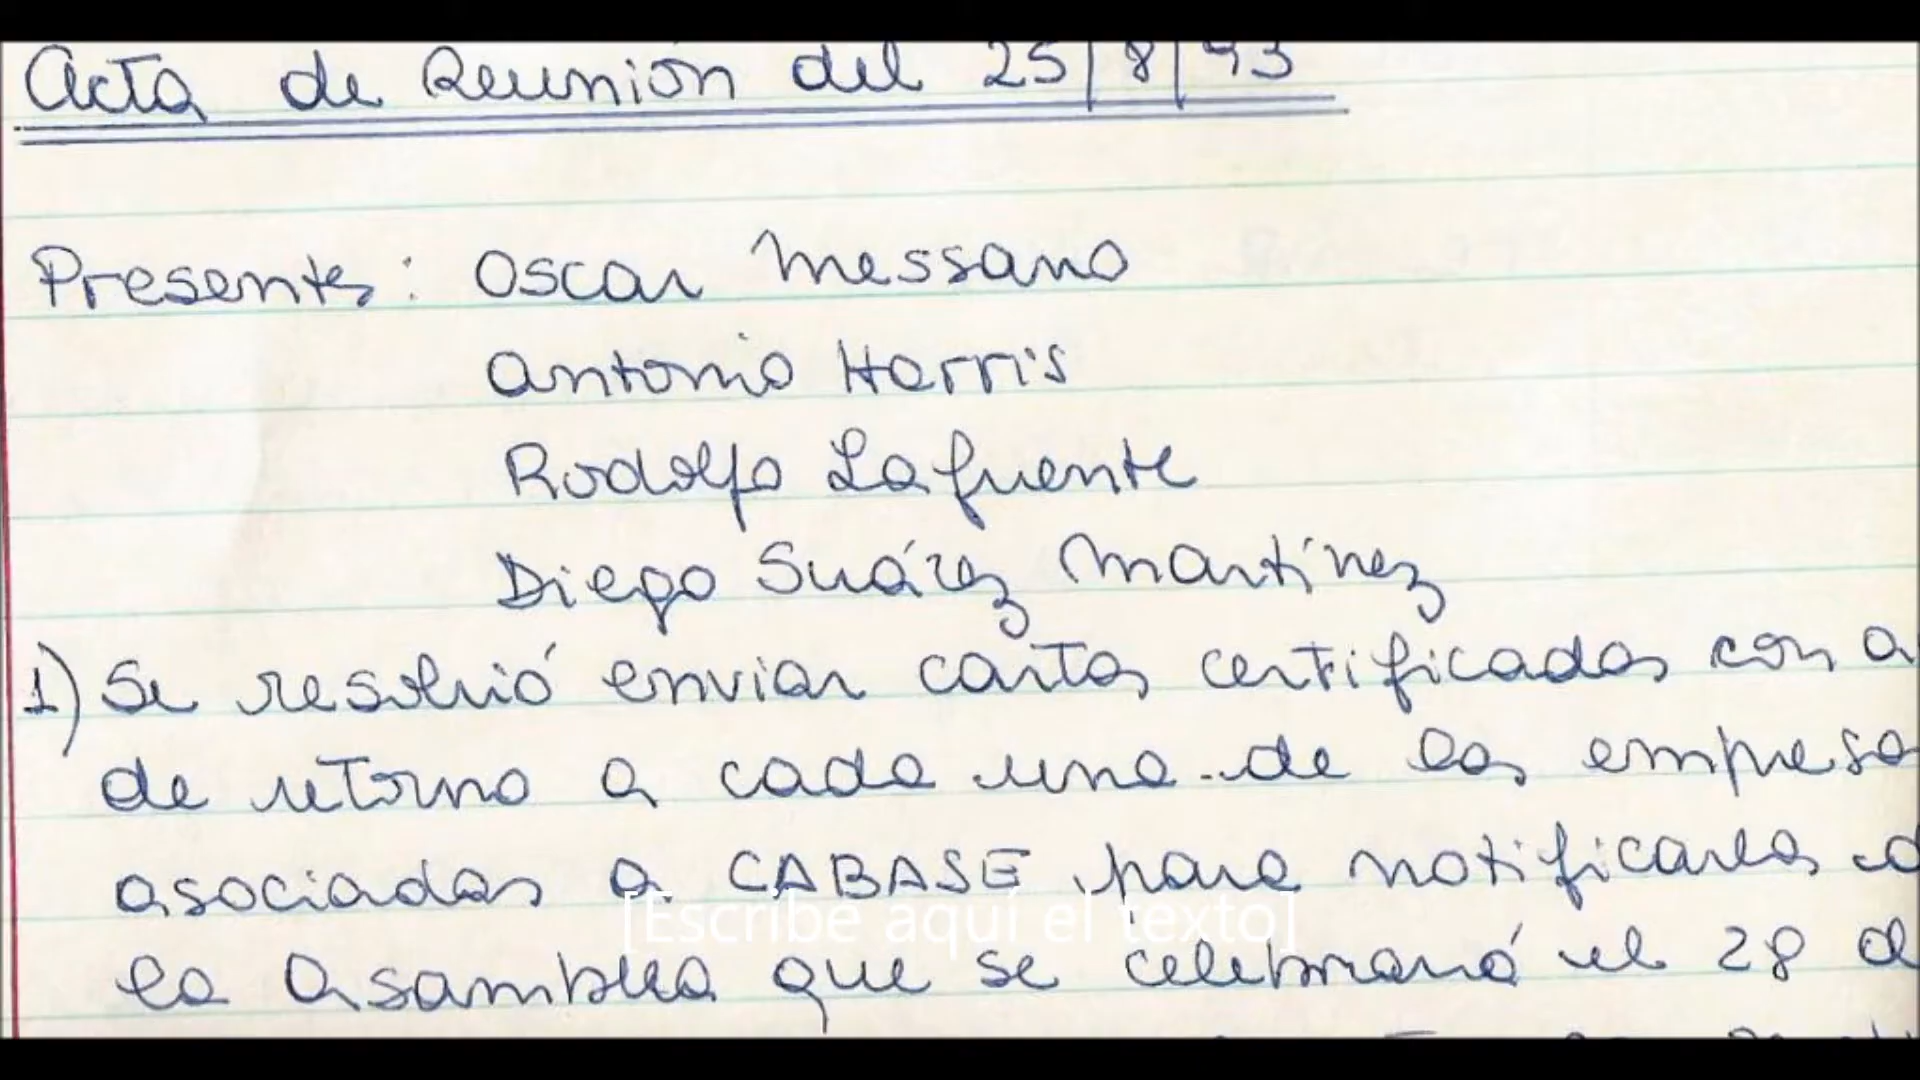 Acta de Reunión del 25/8/93
Presentes: Oscar Messano
Antonio Harris
Rodolfo Lafuente
Diego Suárez Martínez
1) Se resolvió enviar cartas certificadas con a
de retorno a cada una de las empresa
asociadas a CABASE para notificarlas d
[Escribe aquí el texto]
la Asamblea que se celebrará el 28 d